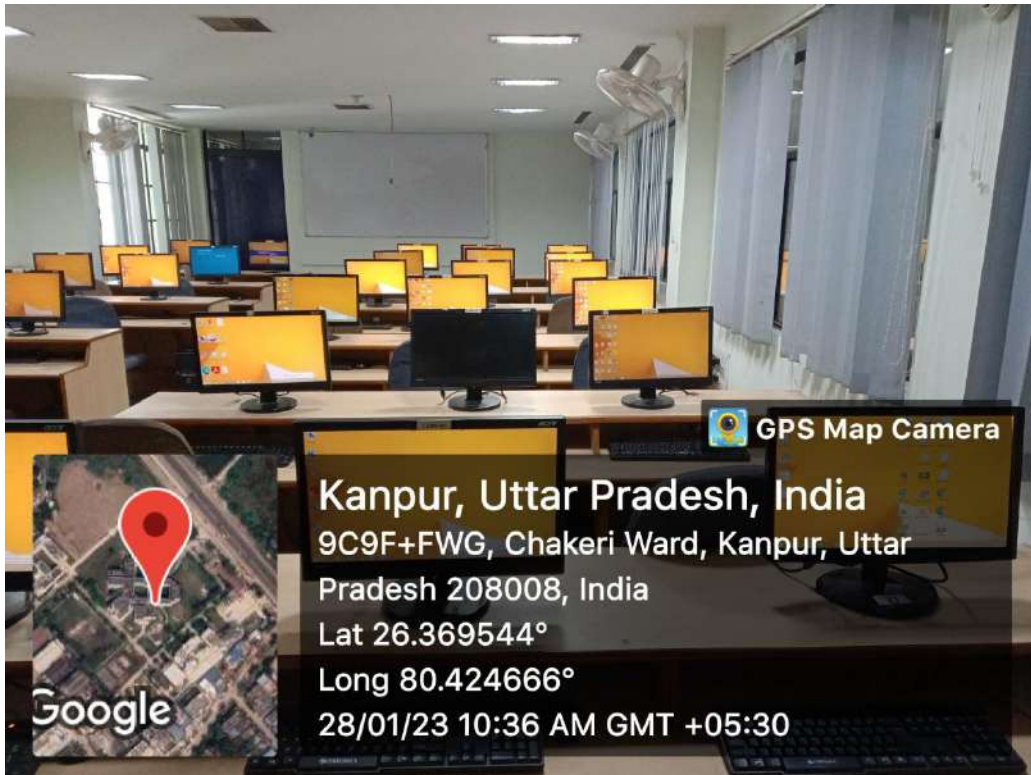 GPS Map Camera
Kanpur, Uttar Pradesh, India
9C9F+FWG, Chakeri Ward, Kanpur, Uttar
Pradesh 208008, India
Lat 26.369544°
Long 80.424666°
28/01/23 10:36 AM GMT +05:30
Google